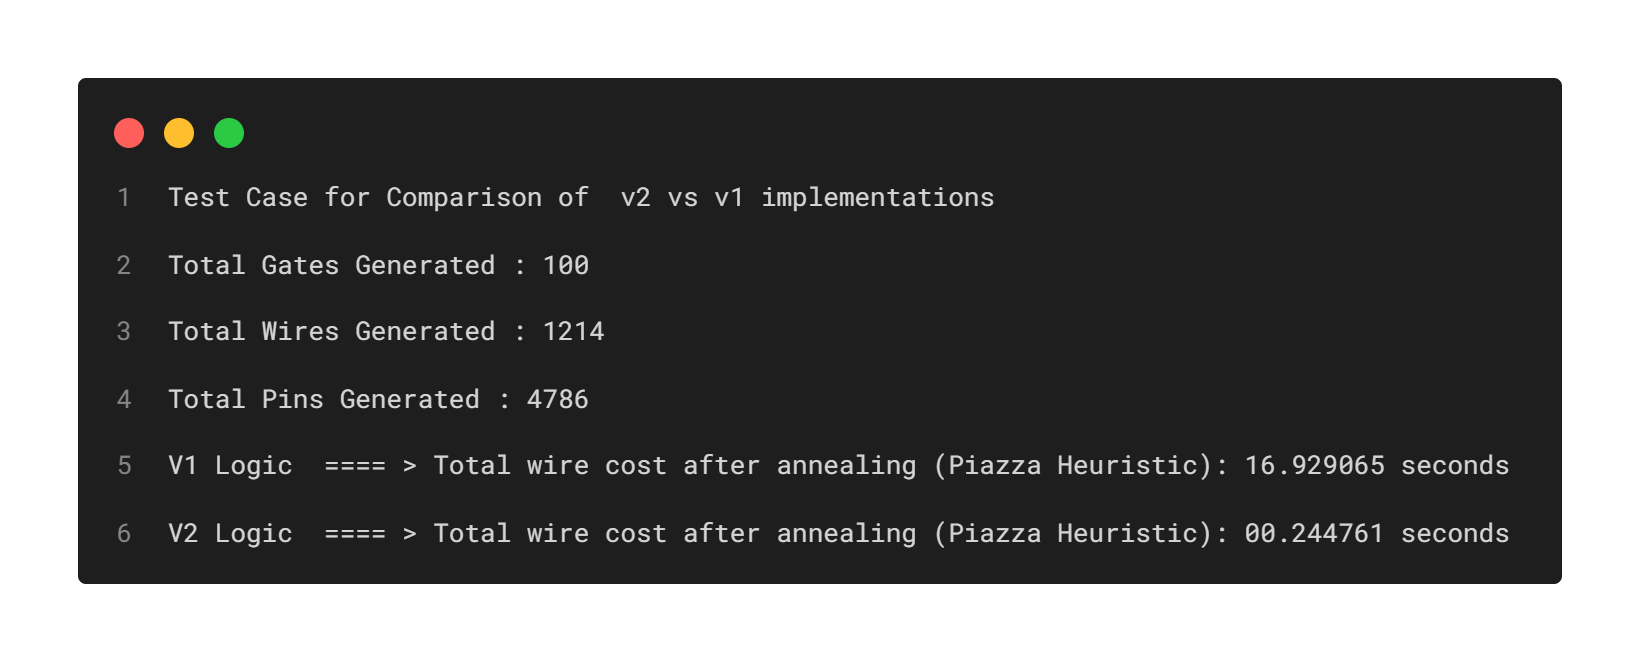 1 Test Case for Comparison of  v2 vs v1 implementations
2 Total Gates Generated : 100
3 Total Wires Generated : 1214
4 Total Pins Generated : 4786
5 V1 Logic  ==== > Total wire cost after annealing (Piazza Heuristic): 16.929065 seconds
6 V2 Logic  ==== > Total wire cost after annealing (Piazza Heuristic): 00.244761 seconds